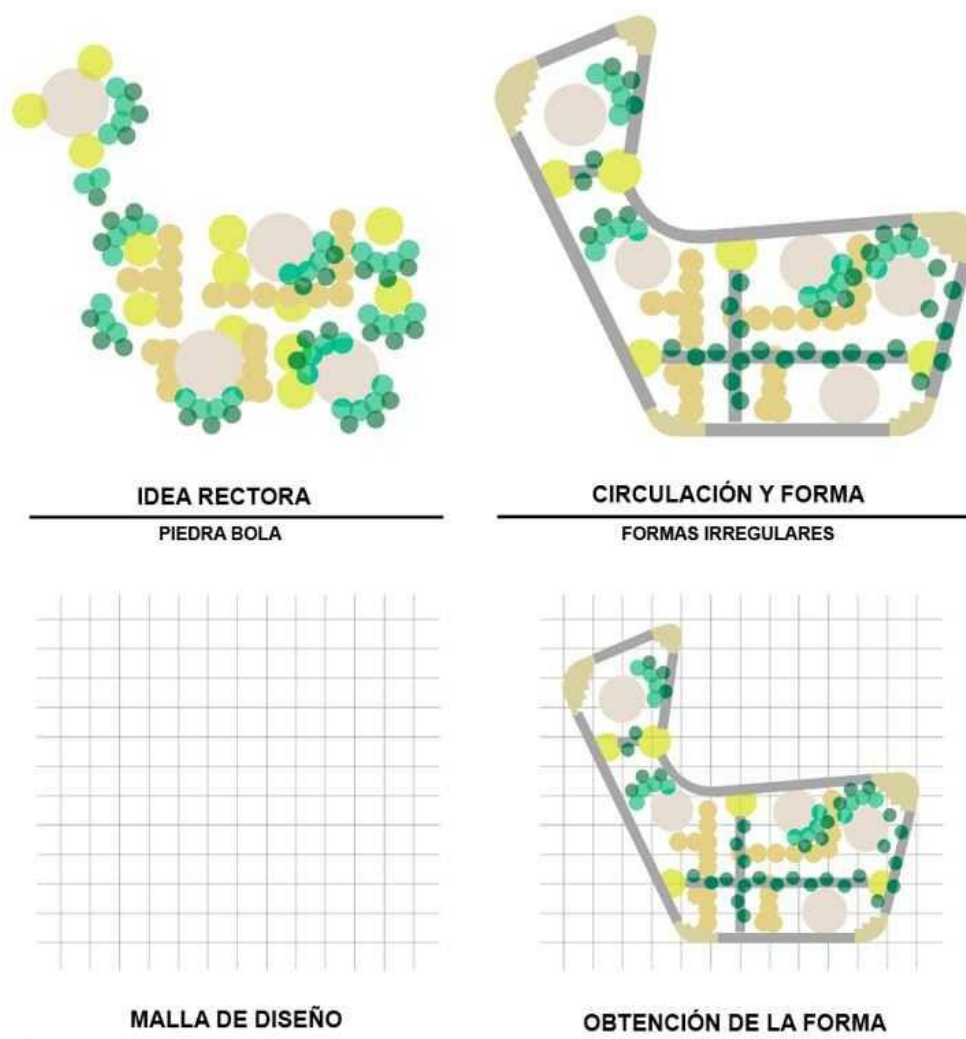 IDEA RECTORA
PIEDRA BOLA
CIRCULACIÓN Y FORMA
FORMAS IRREGULARES
MALLA DE DISEÑO
OBTENCIÓN DE LA FORMA